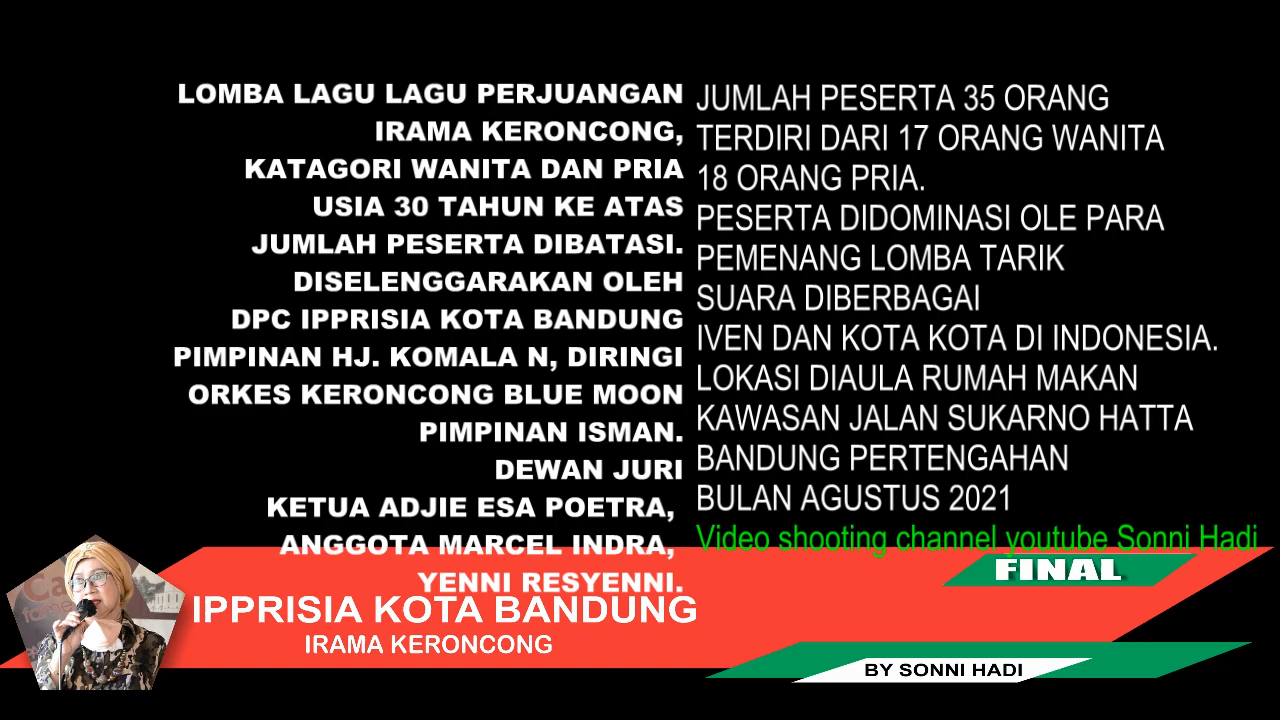 LOMBA LAGU LAGU PERJUANGAN
IRAMA KERONCONG,
KATAGORI WANITA DAN PRIA
USIA 30 TAHUN KE ATAS
JUMLAH PESERTA DIBATASI.
DISELENGGARAKAN OLEH
DPC IPPRISIA KOTA BANDUNG
PIMPINAN HJ. KOMALA N, DIRINGI
ORKES KERONCONG BLUE MOON
PIMPINAN ISMAN.
DEWAN JURI
KETUA ADJIE ESA POETRA,
ANGGOTA MARCEL INDRA,
YENNI RESYENNI.
JUMLAH PESERTA 35 ORANG
TERDIRI DARI 17 ORANG WANITA
18 ORANG PRIA.
PESERTA DIDOMINASI OLE PARA
PEMENANG LOMBA TARIK
SUARA DIBERBAGAI
IVEN DAN KOTA KOTA DI INDONESIA.
LOKASI DIAULA RUMAH MAKAN
KAWASAN JALAN SUKARNO HATTA
BANDUNG PERTENGAHAN
BULAN AGUSTUS 2021
Video shooting channel youtube Sonni Hadi
FINAL
IPPRISIA KOTA BANDUNG
IRAMA KERONCONG
BY SONNI HADI